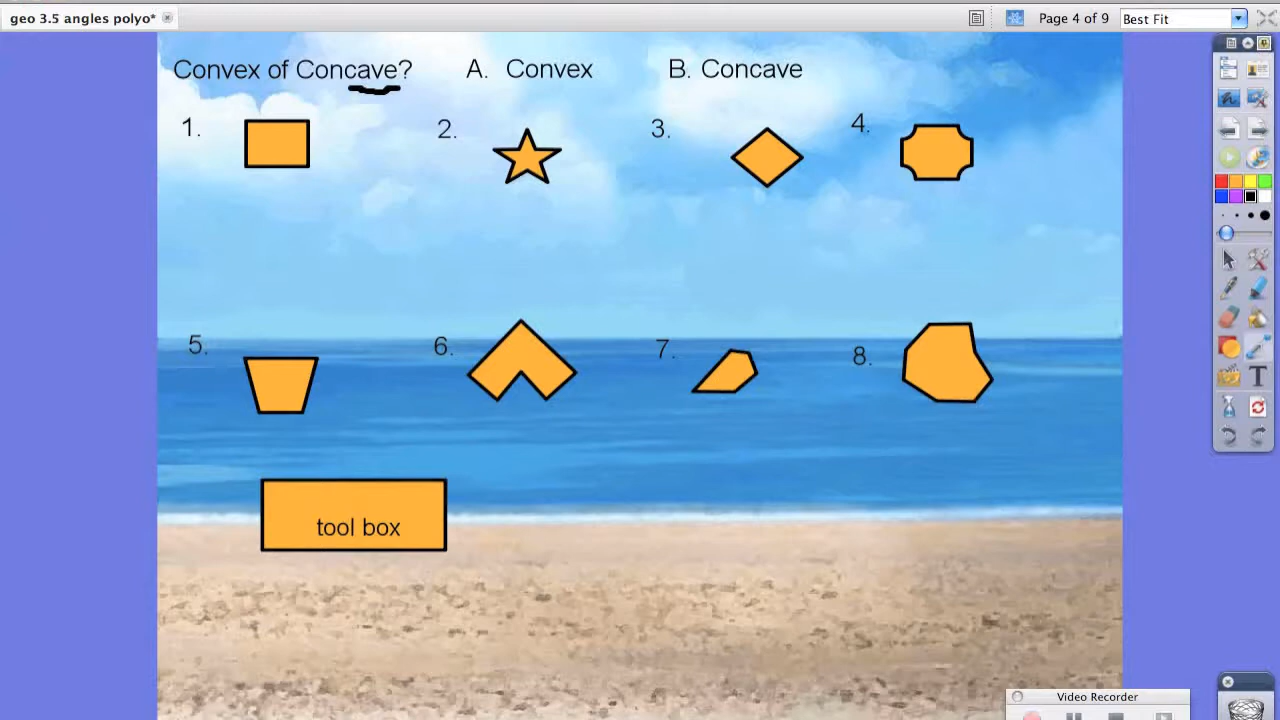 geo 3.5 angles polyo*
Page 4 of 9 Best Fit
Convex of Concave? A. Convex B. Concave
1. 2. 3. 4.
5. 6. 7. 8.
tool box
T
Video Recorder